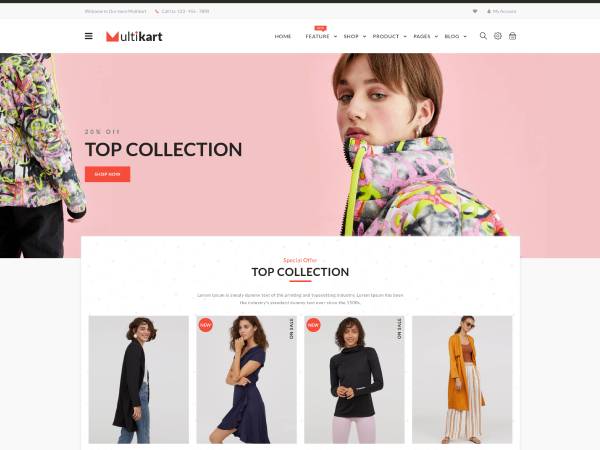 Welcome to Our store Multikart
Call Us: 123 - 456 - 7890
My Account
Multikart
HOME
NEW
FEATURE
SHOP
PRODUCT
PAGES
BLOG
20% Off
TOP COLLECTION
SHOP NOW
Special Offer
TOP COLLECTION
Lorem Ipsum is simply dummy text of the printing and typesetting industry. Lorem Ipsum has been
the industry's standard dummy text ever since the 1500s.
NEW
ON SALE
NEW
ON SALE